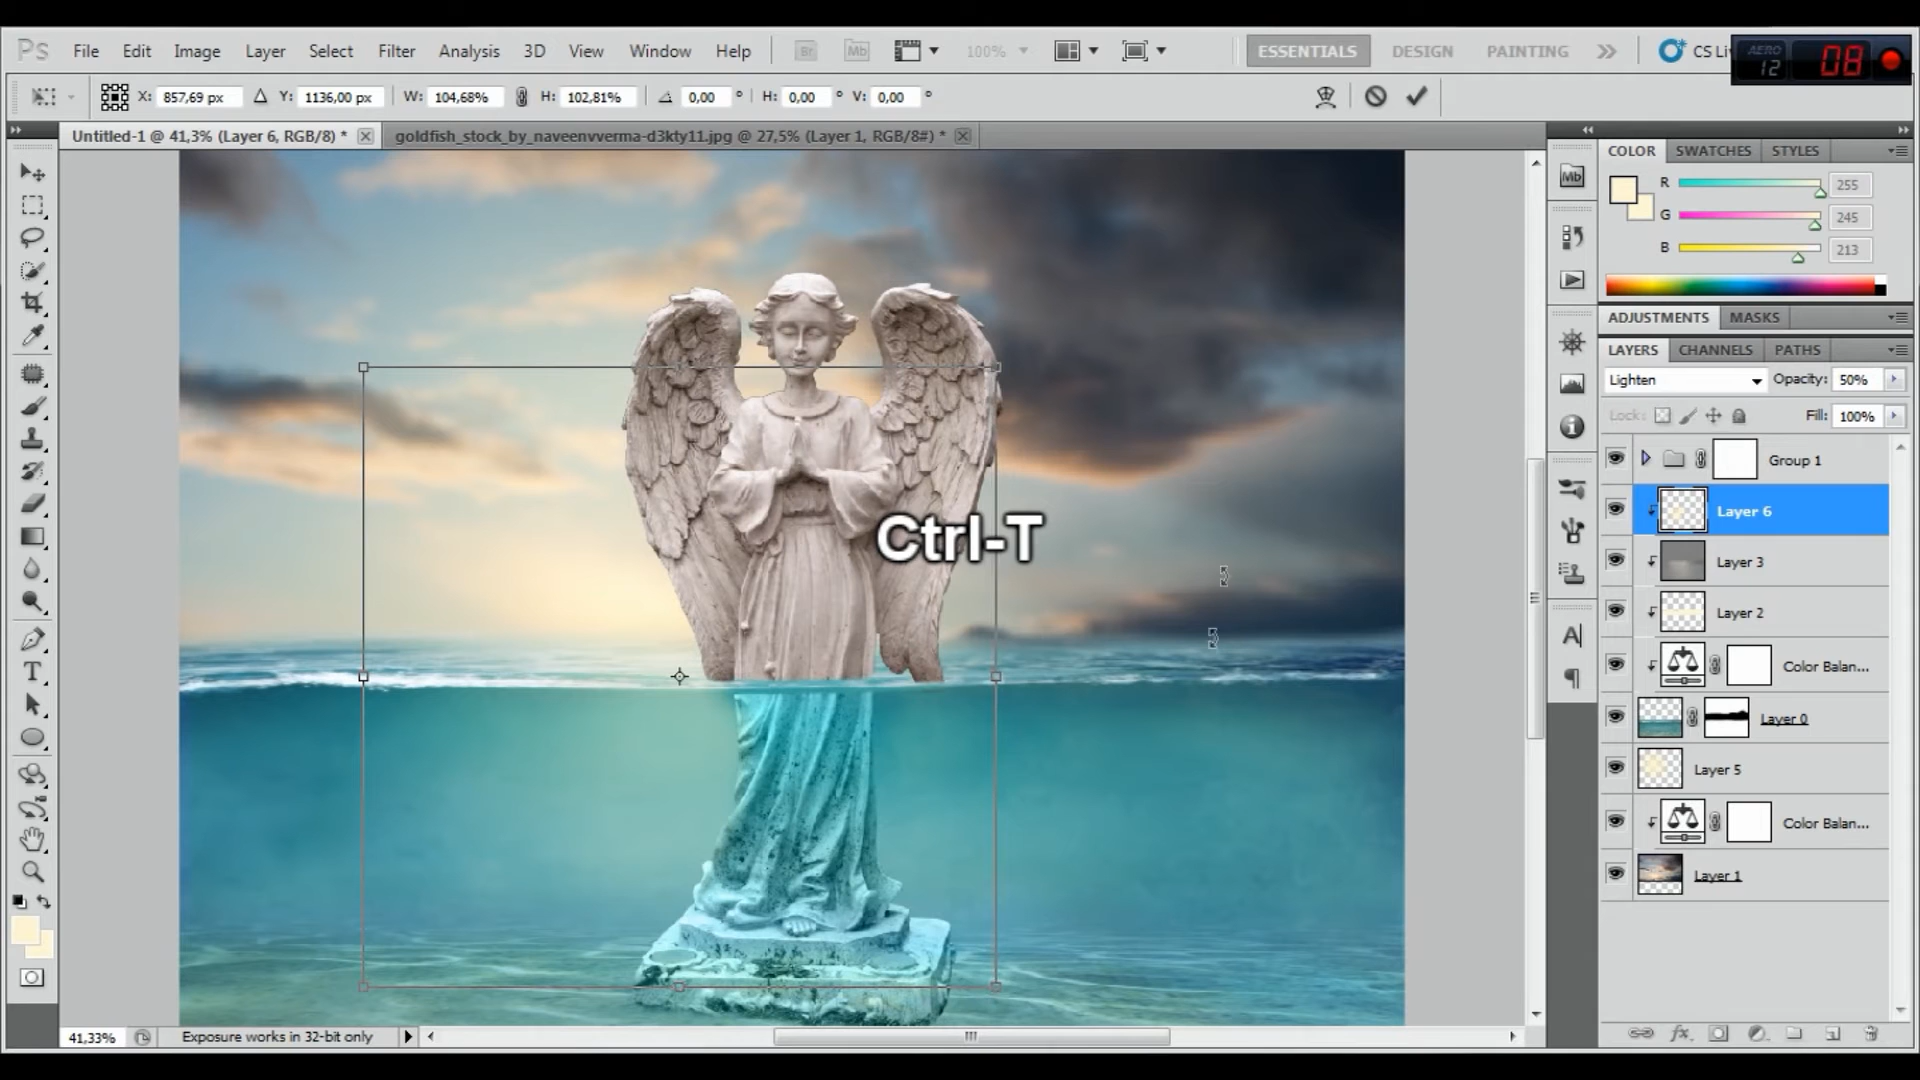 Ps File Edit Image Layer Select Filter Analysis 3D View Window Help Br Mb 100% ESSENTIALS DESIGN PAINTING CS Li
AERO 12 08
X: 857,69 px Y: 1136,00 px W: 104,68% H: 102,81% 0,00 ° H: 0,00 ° V: 0,00 °
Untitled-1 @ 41,3% (Layer 6, RGB/8) * goldfish_stock_by_naveenvverma-d3kty11.jpg @ 27,5% (Layer 1, RGB/8#) *
COLOR SWATCHES STYLES
Mb
R 255
G 245
B 213
ADJUSTMENTS MASKS
LAYERS CHANNELS PATHS
Lighten Opacity: 50%
Lock: Fill: 100%
Group 1
Layer 6
Ctrl-T
Layer 3
Layer 2
A
T
Color Balan...
Layer 0
Layer 5
Color Balan...
Layer 1
41,33% Exposure works in 32-bit only
fx